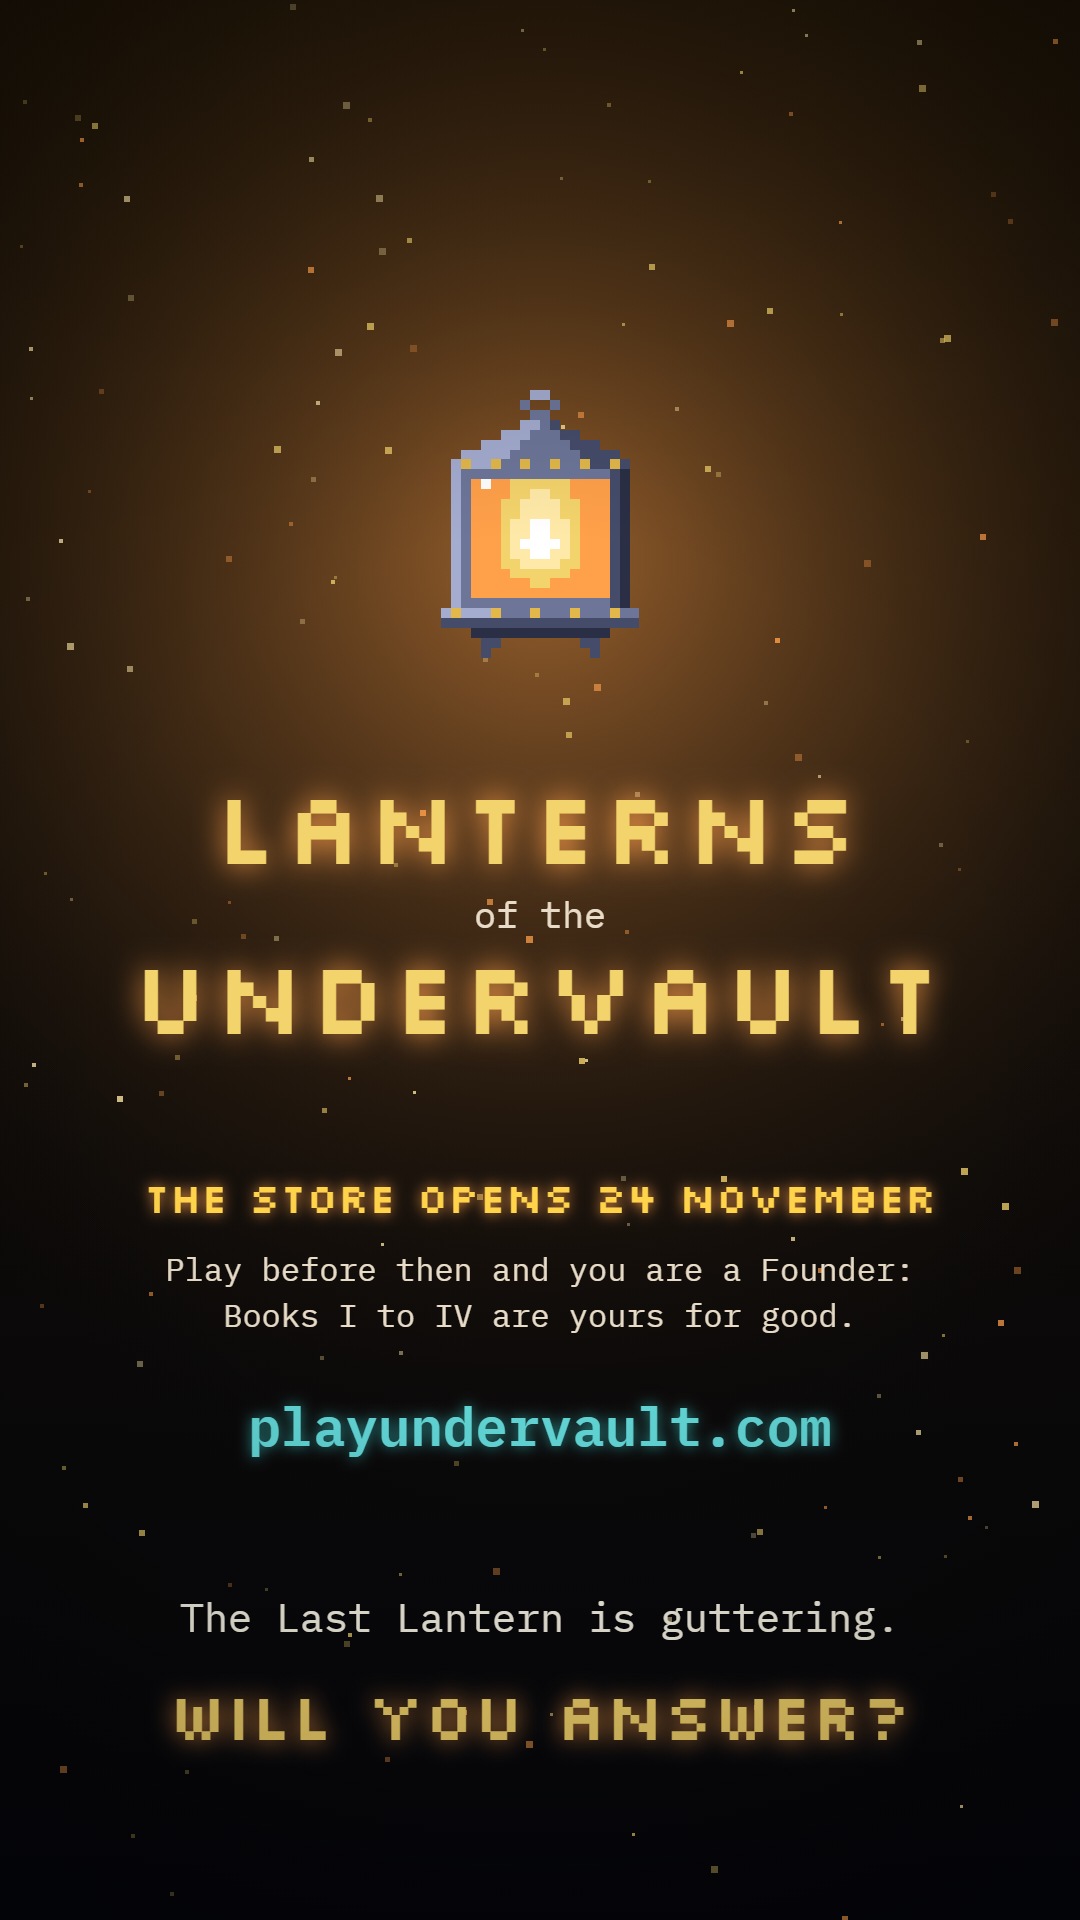 LANTERNS
of the
UNDERVAULT
THE STORE OPENS 24 NOVEMBER
Play before then and you are a Founder:
Books I to IV are yours for good.
playundervault.com
The Last Lantern is guttering.
WILL YOU ANSWER?